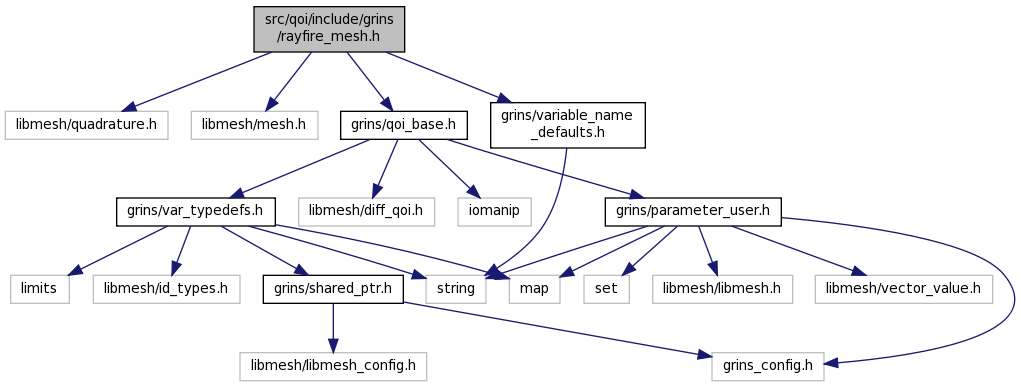 src/qoi/include/grins
/rayfire_mesh.h
libmesh/quadrature.h
libmesh/mesh.h
grins/qoi_base.h
grins/variable_name
_defaults.h
grins/var_typedefs.h
libmesh/diff_qoi.h
iomanip
grins/parameter_user.h
limits
libmesh/id_types.h
grins/shared_ptr.h
string
map
set
libmesh/libmesh.h
libmesh/vector_value.h
libmesh/libmesh_config.h
grins_config.h